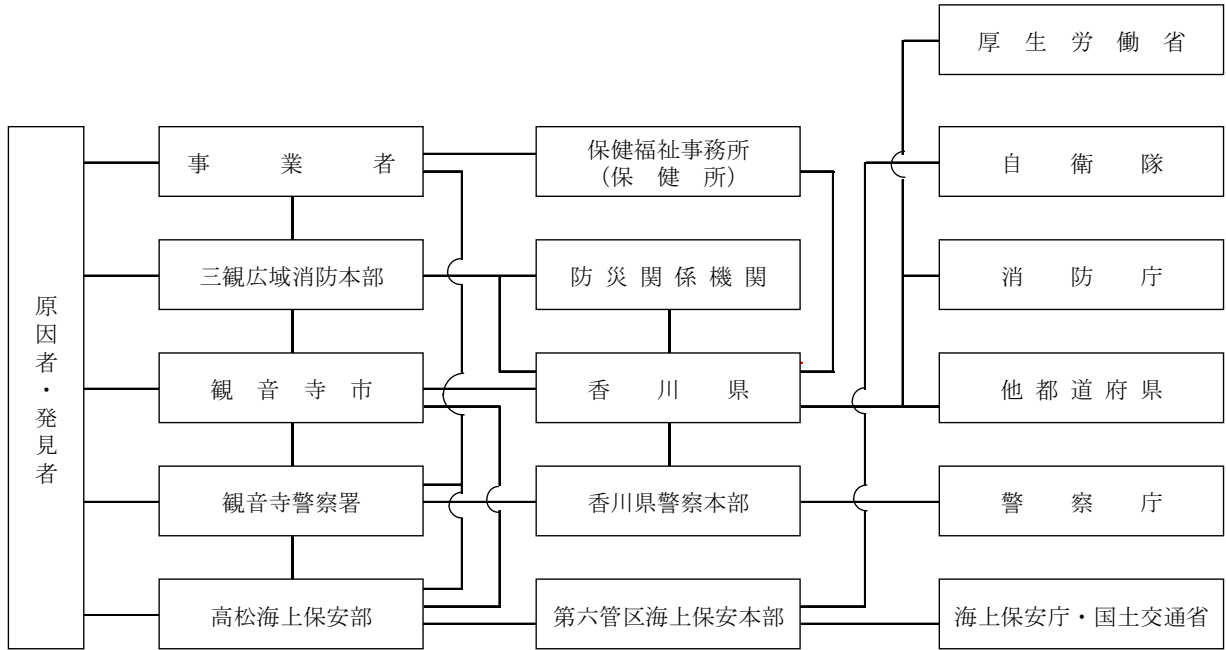 厚生労働省
事業者
保健福祉事務所
（保健所）
自衛隊
三観広域消防本部
防災関係機関
消防庁
原因者・発見者
観音寺市
香川県
他都道府県
観音寺警察署
香川県警察本部
警察庁
高松海上保安部
第六管区海上保安本部
海上保安庁・国土交通省